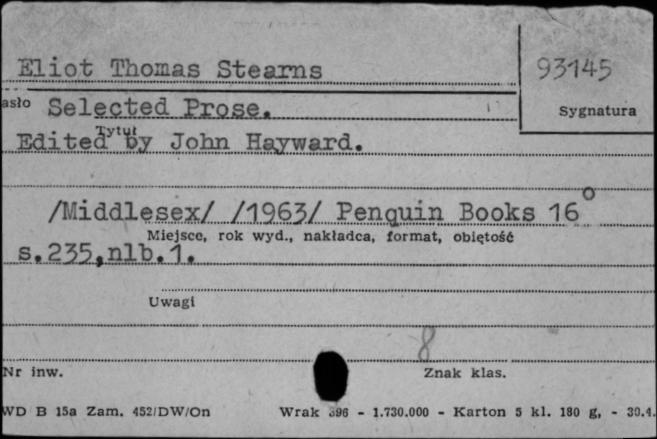 Eliot Thomas Stearns
93145
asło Selected Prose.
Sygnatura
Tytuł
Edited by John Hayward.
/Middlesex/ /1963/ Penguin Books 16°
Miejsce, rok wyd., nakładca, format, obiętość
s.235,nlb.1.
Uwagi
8
Nr inw.
Znak klas.
WD B 15a Zam. 452/DW/On Wrak 396 - 1.730.000 - Karton 5 kl. 180 g, - 30.4.